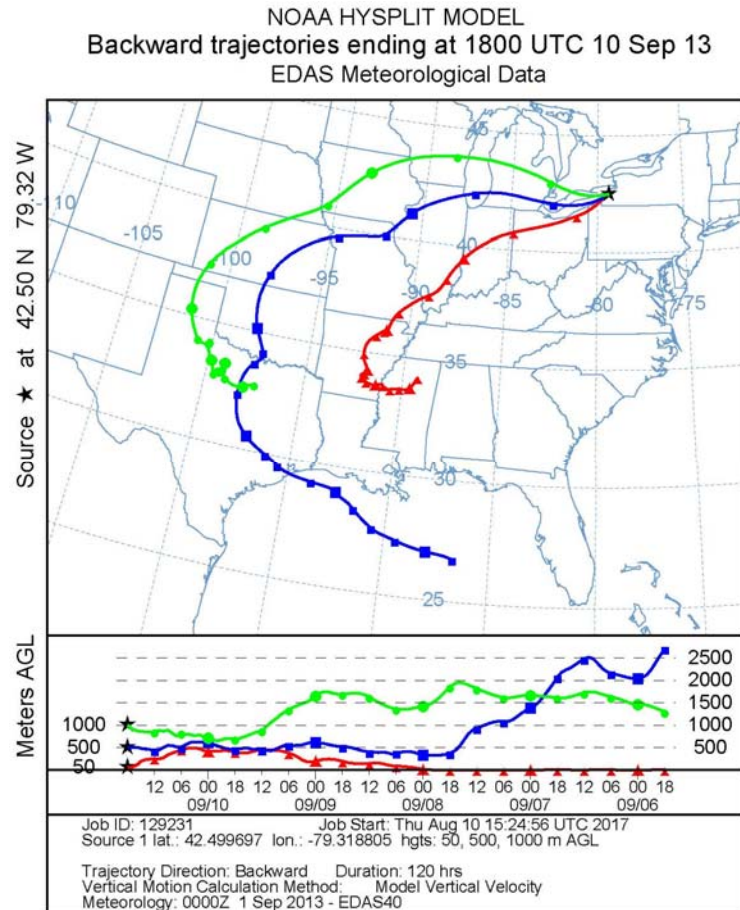 NOAA HYSPLIT MODEL
Backward trajectories ending at 1800 UTC 10 Sep 13
EDAS Meteorological Data
Source ★ at 42.50 N 79.32 W
45
-110
-105
-100
-95
-90
-85
-80
-75
40
35
30
25
Meters AGL
2500
2000
1500
1000 1000
500 500
50
12 06 00 18 12 06 00 18 12 06 00 18 12 06 00 18 12 06 00 18
09/10 09/09 09/08 09/07 09/06
Job ID: 129231 Job Start: Thu Aug 10 15:24:56 UTC 2017
Source 1 lat.: 42.499697 lon.: -79.318805 hgts: 50, 500, 1000 m AGL
Trajectory Direction: Backward Duration: 120 hrs
Vertical Motion Calculation Method: Model Vertical Velocity
Meteorology: 0000Z 1 Sep 2013 - EDAS40